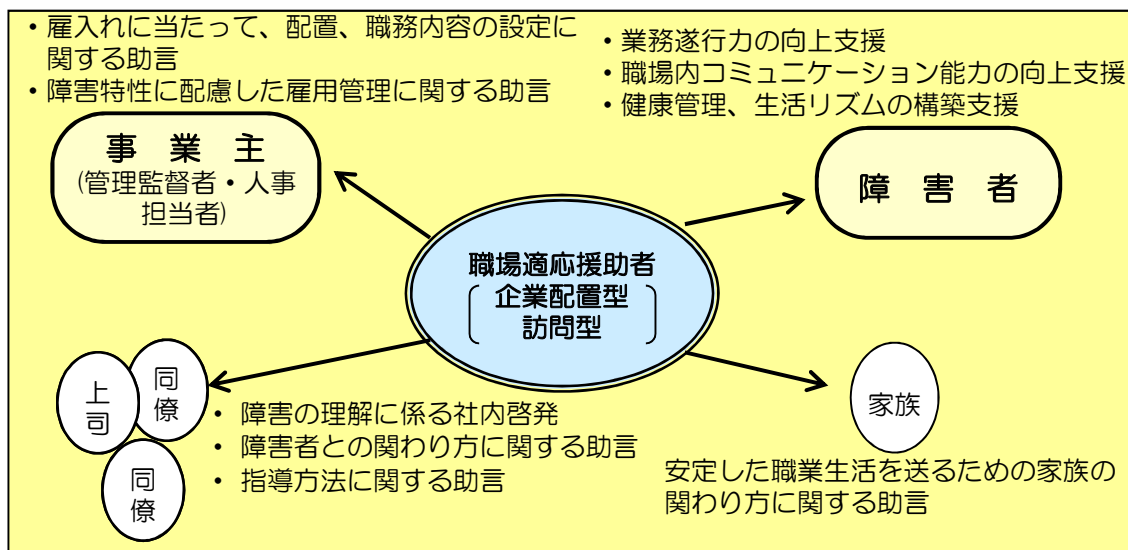 ・雇入れに当たって、配置、職務内容の設定に
関する助言
・障害特性に配慮した雇用管理に関する助言
・業務遂行力の向上支援
・職場内コミュニケーション能力の向上支援
・健康管理、生活リズムの構築支援
事 業 主
(管理監督者・人事
担当者)
障 害 者
職場適応援助者
企業配置型
訪問型
上司
同僚
同僚
・ 障害の理解に係る社内啓発
・ 障害者との関わり方に関する助言
・ 指導方法に関する助言
家族
安定した職業生活を送るための家族の
関わり方に関する助言